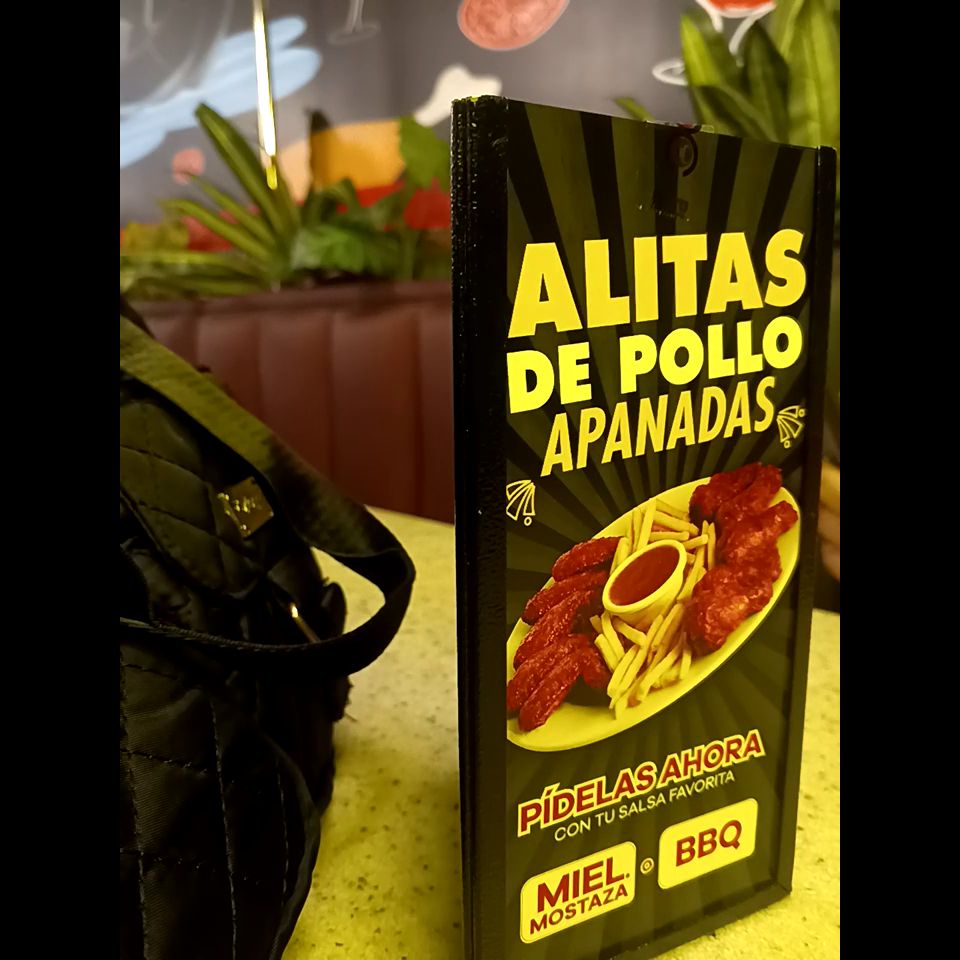 ALITAS
DE POLLO
APANADAS
PÍDELAS AHORA
CON TU SALSA FAVORITA
MIEL
MOSTAZA
o
BBQ